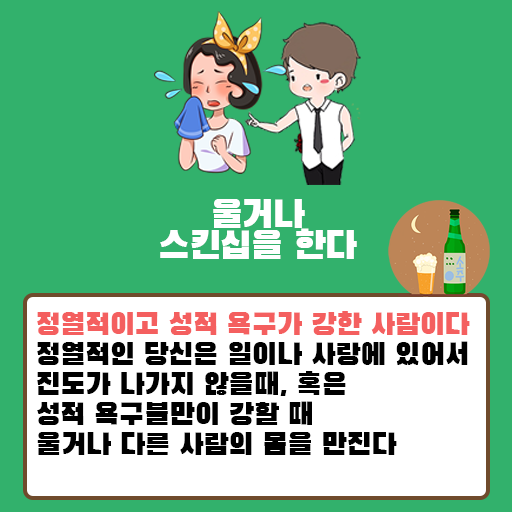 울거나
스킨십을 한다
소주
정열적이고 성적 욕구가 강한 사람이다
정열적인 당신은 일이나 사랑에 있어서
진도가 나가지 않을때, 혹은
성적 욕구불만이 강할 때
울거나 다른 사람의 몸을 만진다